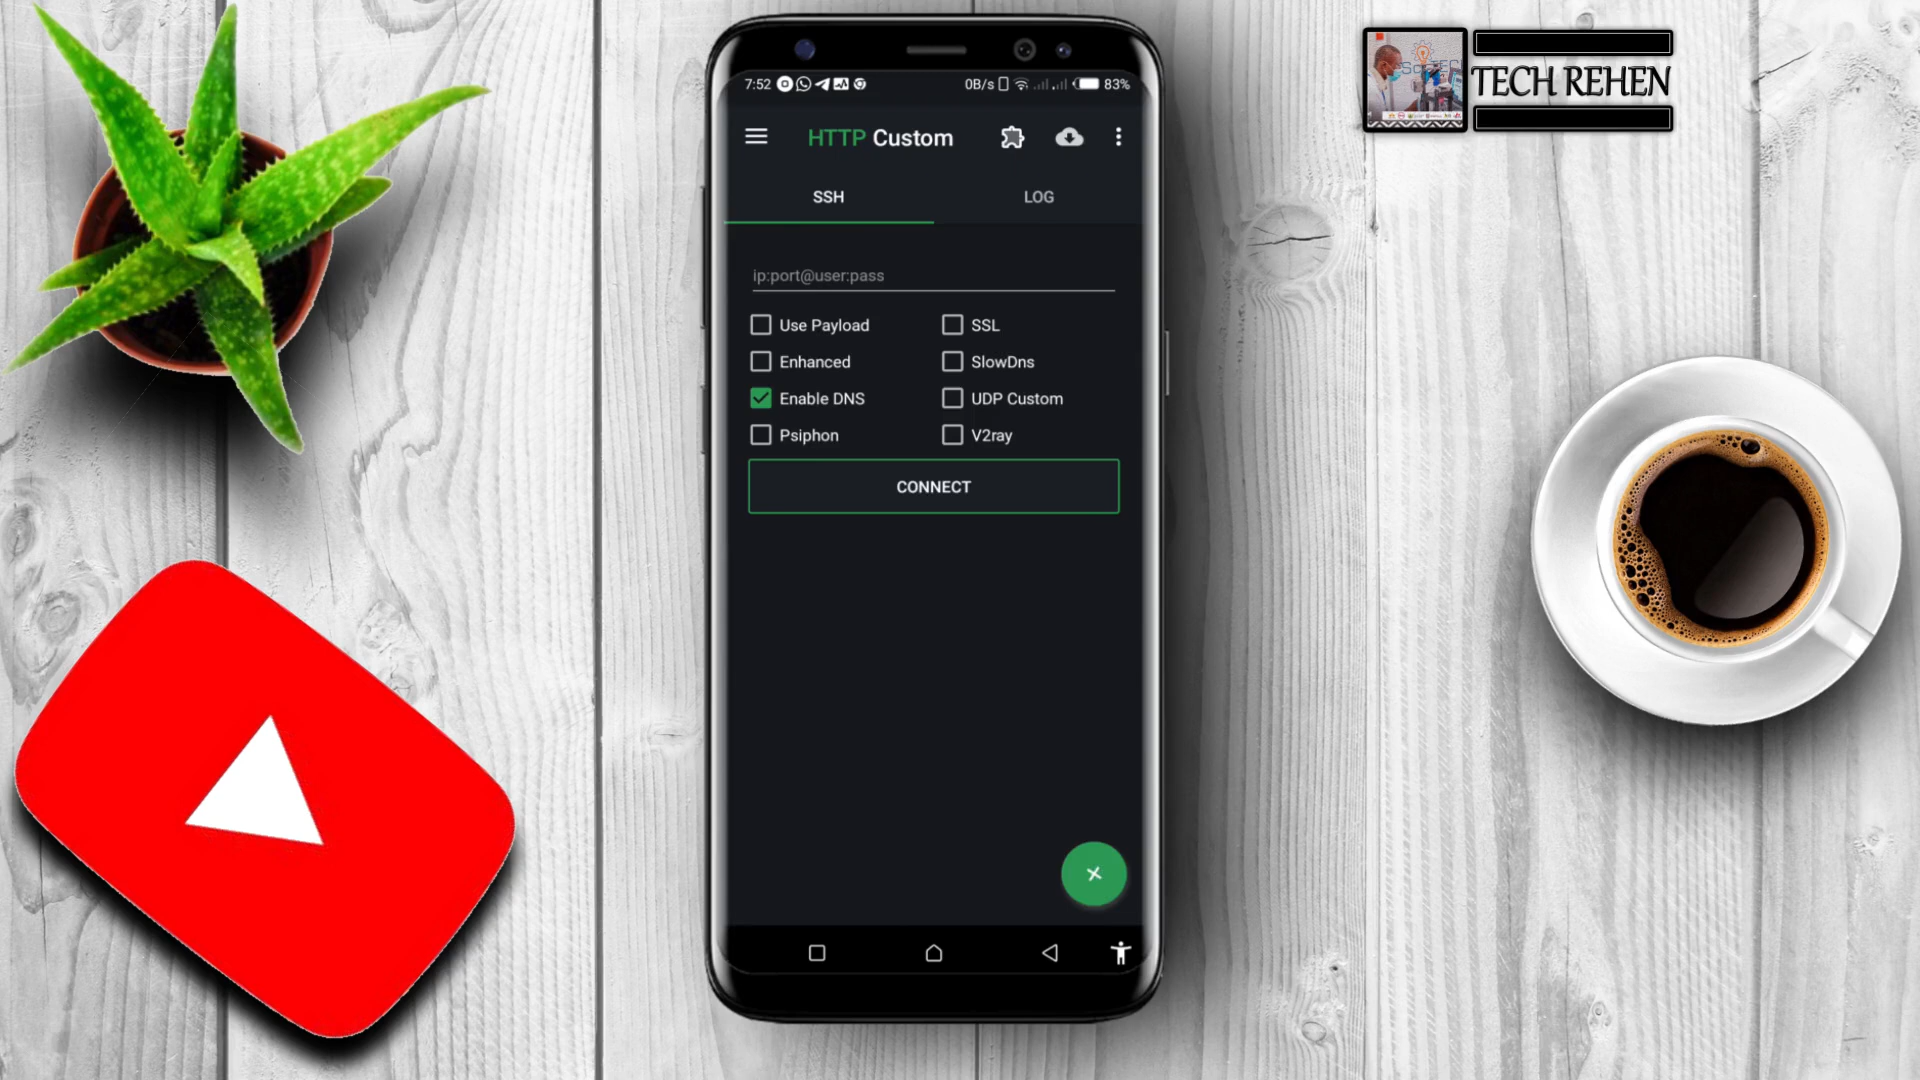 TECH REHEN
7:52
0B/s
83%
HTTP Custom
SSH
LOG
ip:port@user:pass
Use Payload
SSL
Enhanced
SlowDns
Enable DNS
UDP Custom
Psiphon
V2ray
CONNECT